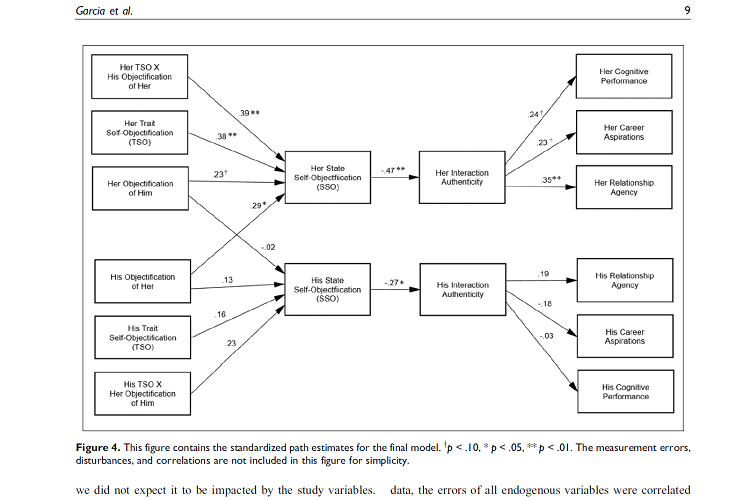 Garcia et al.
9
Her TSO X
His Objectification
of Her
Her Trait
Self-Objectification
(TSO)
Her Objectification
of Him
His Objectification
of Her
His Trait
Self-Objectification
(TSO)
His TSO X
Her Objectification
of Him
.39**
.38**
.23†
.29*
-.02
.13
.16
.23
Her State
Self-Objectification
(SSO)
His State
Self-Objectification
(SSO)
-.47**
-.27*
Her Interaction
Authenticity
His Interaction
Authenticity
.24†
.23†
.35**
.19
-.18
-.03
Her Cognitive
Performance
Her Career
Aspirations
Her Relationship
Agency
His Relationship
Agency
His Career
Aspirations
His Cognitive
Performance
Figure 4. This figure contains the standardized path estimates for the final model. †p < .10, * p < .05, ** p < .01. The measurement errors,
disturbances, and correlations are not included in this figure for simplicity.
we did not expect it to be impacted by the study variables.
data, the errors of all endogenous variables were correlated